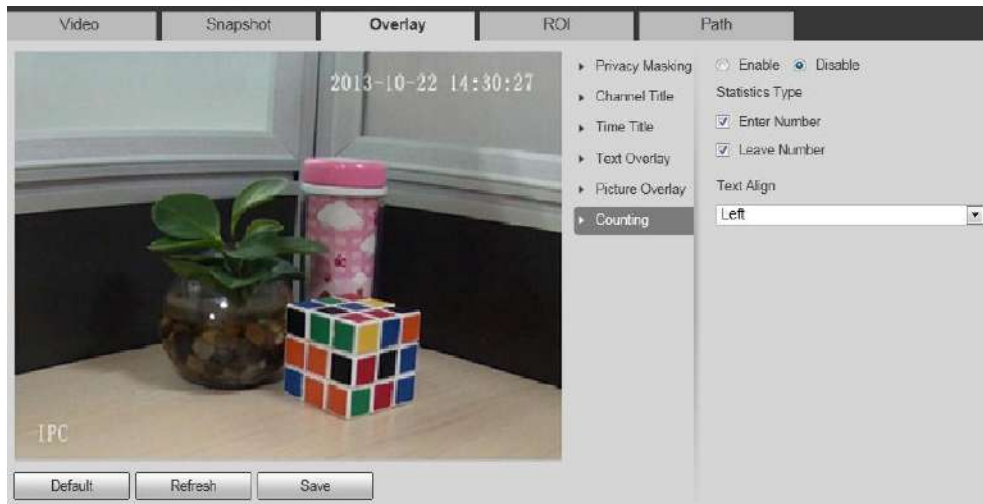 Video
Snapshot
Overlay
ROI
Path
2013-10-22 14:30:27
IPC
Privacy Masking
Channel Title
Time Title
Text Overlay
Picture Overlay
Counting
Enable
Disable
Statistics Type
Enter Number
Leave Number
Text Align
Left
Default
Refresh
Save